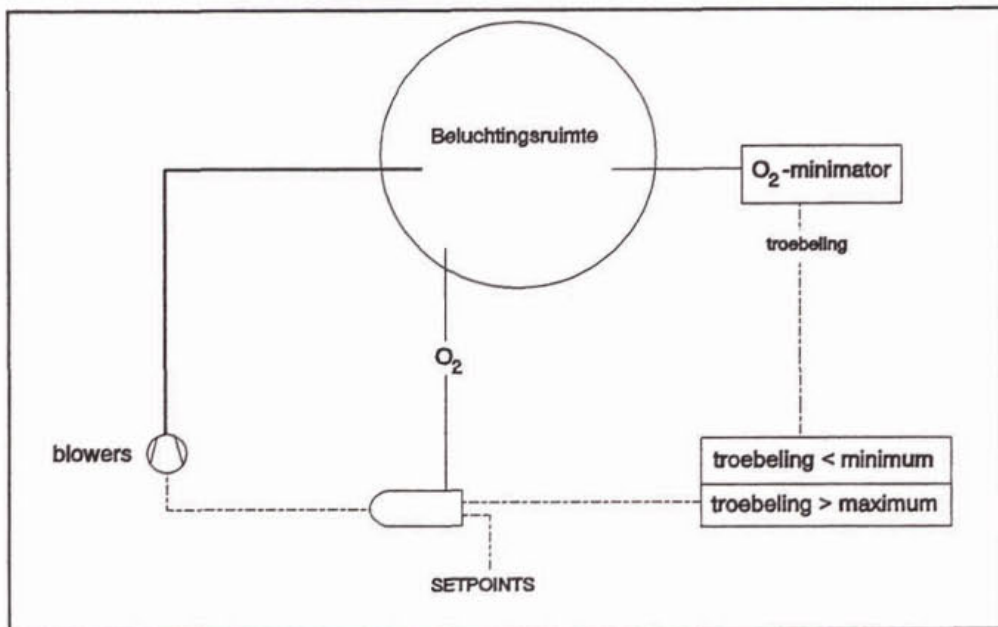 Beluchtingsruimte
O₂-minimator
troebeling
O₂
blowers
troebeling < minimum
troebeling > maximum
SETPOINTS